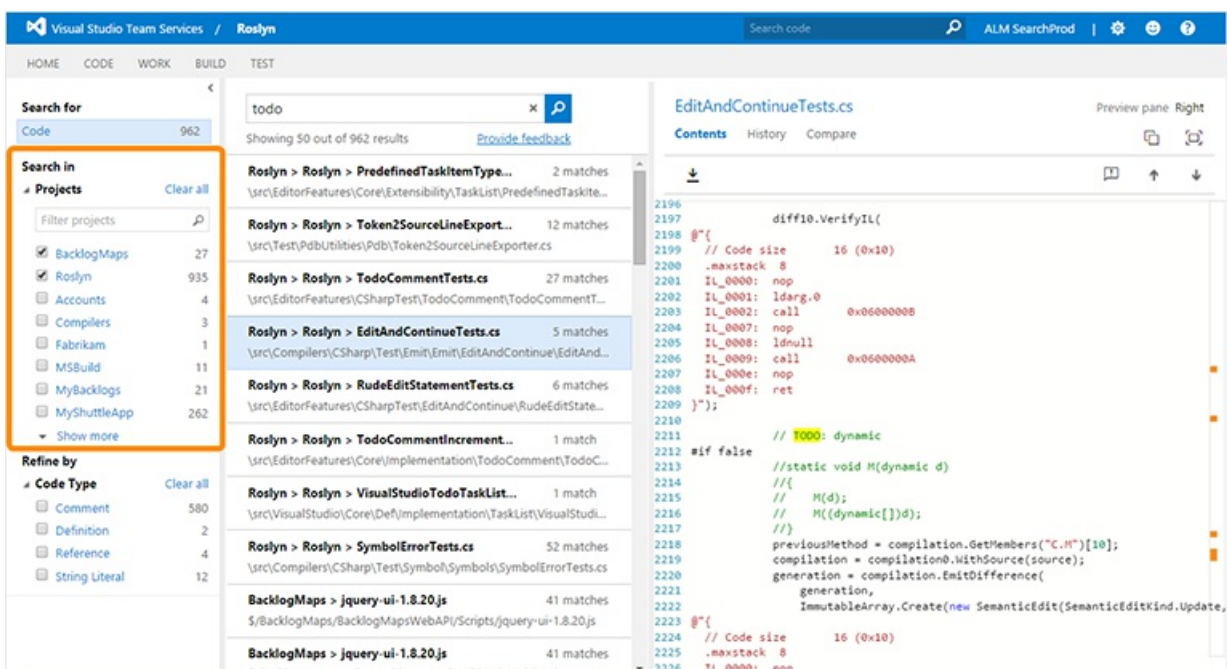 Visual Studio Team Services / Roslyn
Search code
ALM SearchProd |
HOME CODE WORK BUILD TEST
Search for
Code 962
Search in
Projects Clear all
Filter projects
BacklogMaps 27
Roslyn 935
Accounts 4
Compilers 3
Fabrikam 1
MSBuild 11
MyBacklogs 21
MyShuttleApp 262
Show more
Refine by
Code Type Clear all
Comment 580
Definition 2
Reference 4
String Literal 12
todo
Showing 50 out of 962 results Provide feedback
Roslyn > Roslyn > PredefinedTaskItemType... 2 matches
\src\EditorFeatures\Core\Extensibility\TaskList\PredefinedTaskIte...
Roslyn > Roslyn > Token2SourceLineExport... 12 matches
\src\Test\PdbUtilities\Pdb\Token2SourceLineExporter.cs
Roslyn > Roslyn > TodoCommentTests.cs 27 matches
\src\EditorFeatures\CSharpTest\TodoComment\TodoCommentT...
Roslyn > Roslyn > EditAndContinueTests.cs 5 matches
\src\Compilers\CSharp\Test\Emit\Emit\EditAndContinue\EditAnd...
Roslyn > Roslyn > RudeEditStatementTests.cs 6 matches
\src\EditorFeatures\CSharpTest\EditAndContinue\RudeEditState...
Roslyn > Roslyn > TodoCommentIncrement... 1 match
\src\EditorFeatures\Core\Implementation\TodoComment\TodoC...
Roslyn > Roslyn > VisualStudioTodoTaskList... 1 match
\src\VisualStudio\Core\Def\Implementation\TaskList\VisualStudi...
Roslyn > Roslyn > SymbolErrorTests.cs 52 matches
\src\Compilers\CSharp\Test\Symbol\Symbols\SymbolErrorTests.cs
BacklogMaps > jquery-ui-1.8.20.js 41 matches
$/BacklogMaps/BacklogMapsWebAPI/Scripts/jquery-ui-1.8.20.js
BacklogMaps > jquery-ui-1.8.20.js 41 matches
EditAndContinueTests.cs
Preview pane Right
Contents History Compare
2196
2197 diff10.VerifyIL(
2198 @"{
2199 // Code size 16 (0x10)
2200 .maxstack 8
2201 IL_0000: nop
2202 IL_0001: ldarg.0
2203 IL_0002: call 0x0600000B
2204 IL_0007: nop
2205 IL_0008: ldnull
2206 IL_0009: call 0x0600000A
2207 IL_000e: nop
2208 IL_000f: ret
2209 }");
2210
2211 // TODO: dynamic
2212 #if false
2213 //static void M(dynamic d)
2214 //{
2215 // M(d);
2216 // M((dynamic[])d);
2217 //}
2218 previousMethod = compilation.GetMembers("C.M")[10];
2219 compilation = compilation0.WithSource(source);
2220 generation = compilation.EmitDifference(
2221 generation,
2222 ImmutableArray.Create(new SemanticEdit(SemanticEditKind.Update,
2223 @"{
2224 // Code size 16 (0x10)
2225 .maxstack 8
2226 IL_0000: nop